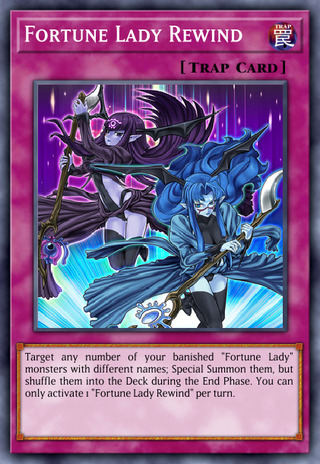 Fortune Lady Rewind
TRAP
罠
[Trap Card]
Target any number of your banished "Fortune Lady"
monsters with different names; Special Summon them, but
shuffle them into the Deck during the End Phase. You can
only activate 1 "Fortune Lady Rewind" per turn.